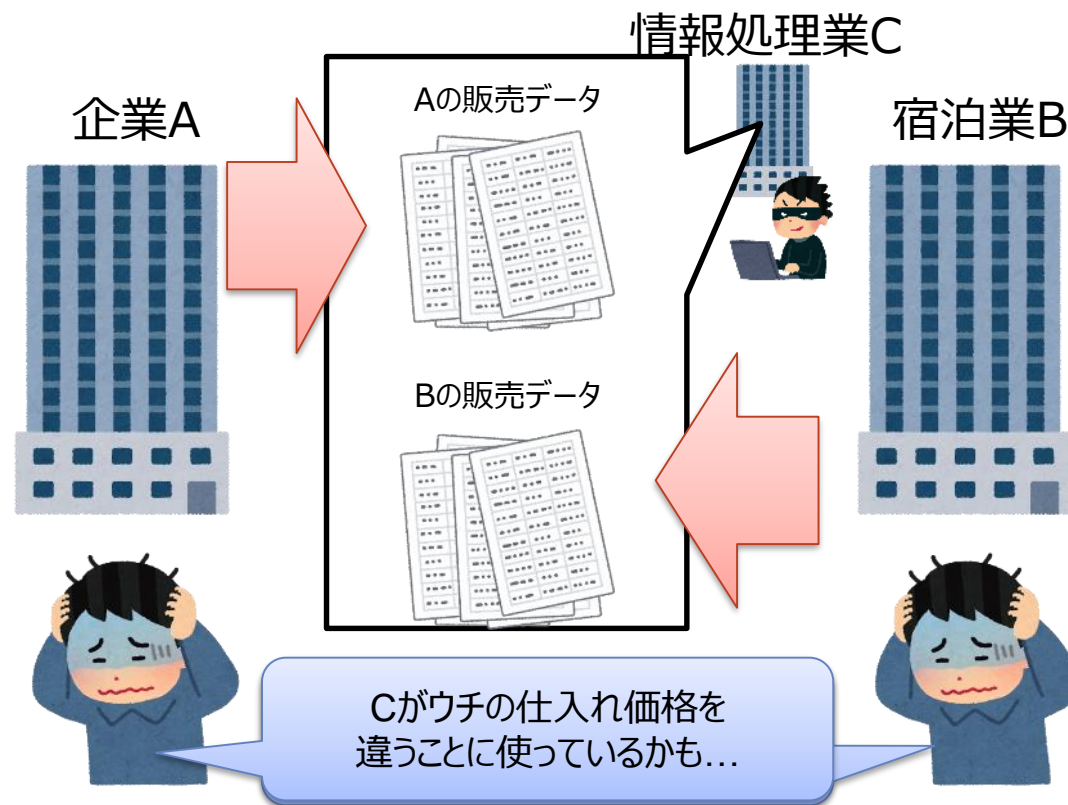 情報処理業C
企業A
Aの販売データ
宿泊業B
Bの販売データ
Cがウチの仕入れ価格を
違うことに使っているかも…